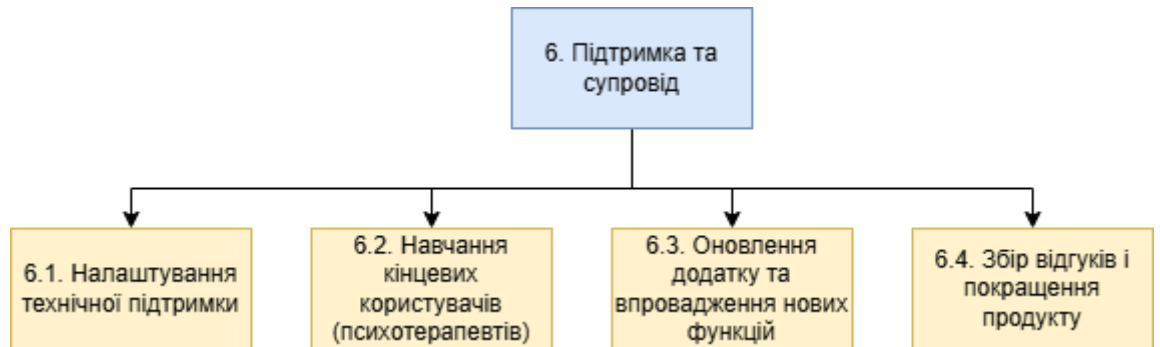 6. Підтримка та
супровід
6.1. Налаштування
технічної підтримки
6.2. Навчання
кінцевих
користувачів
(психотерапевтів)
6.3. Оновлення
додатку та
впровадження нових
функцій
6.4. Збір відгуків і
покращення
продукту